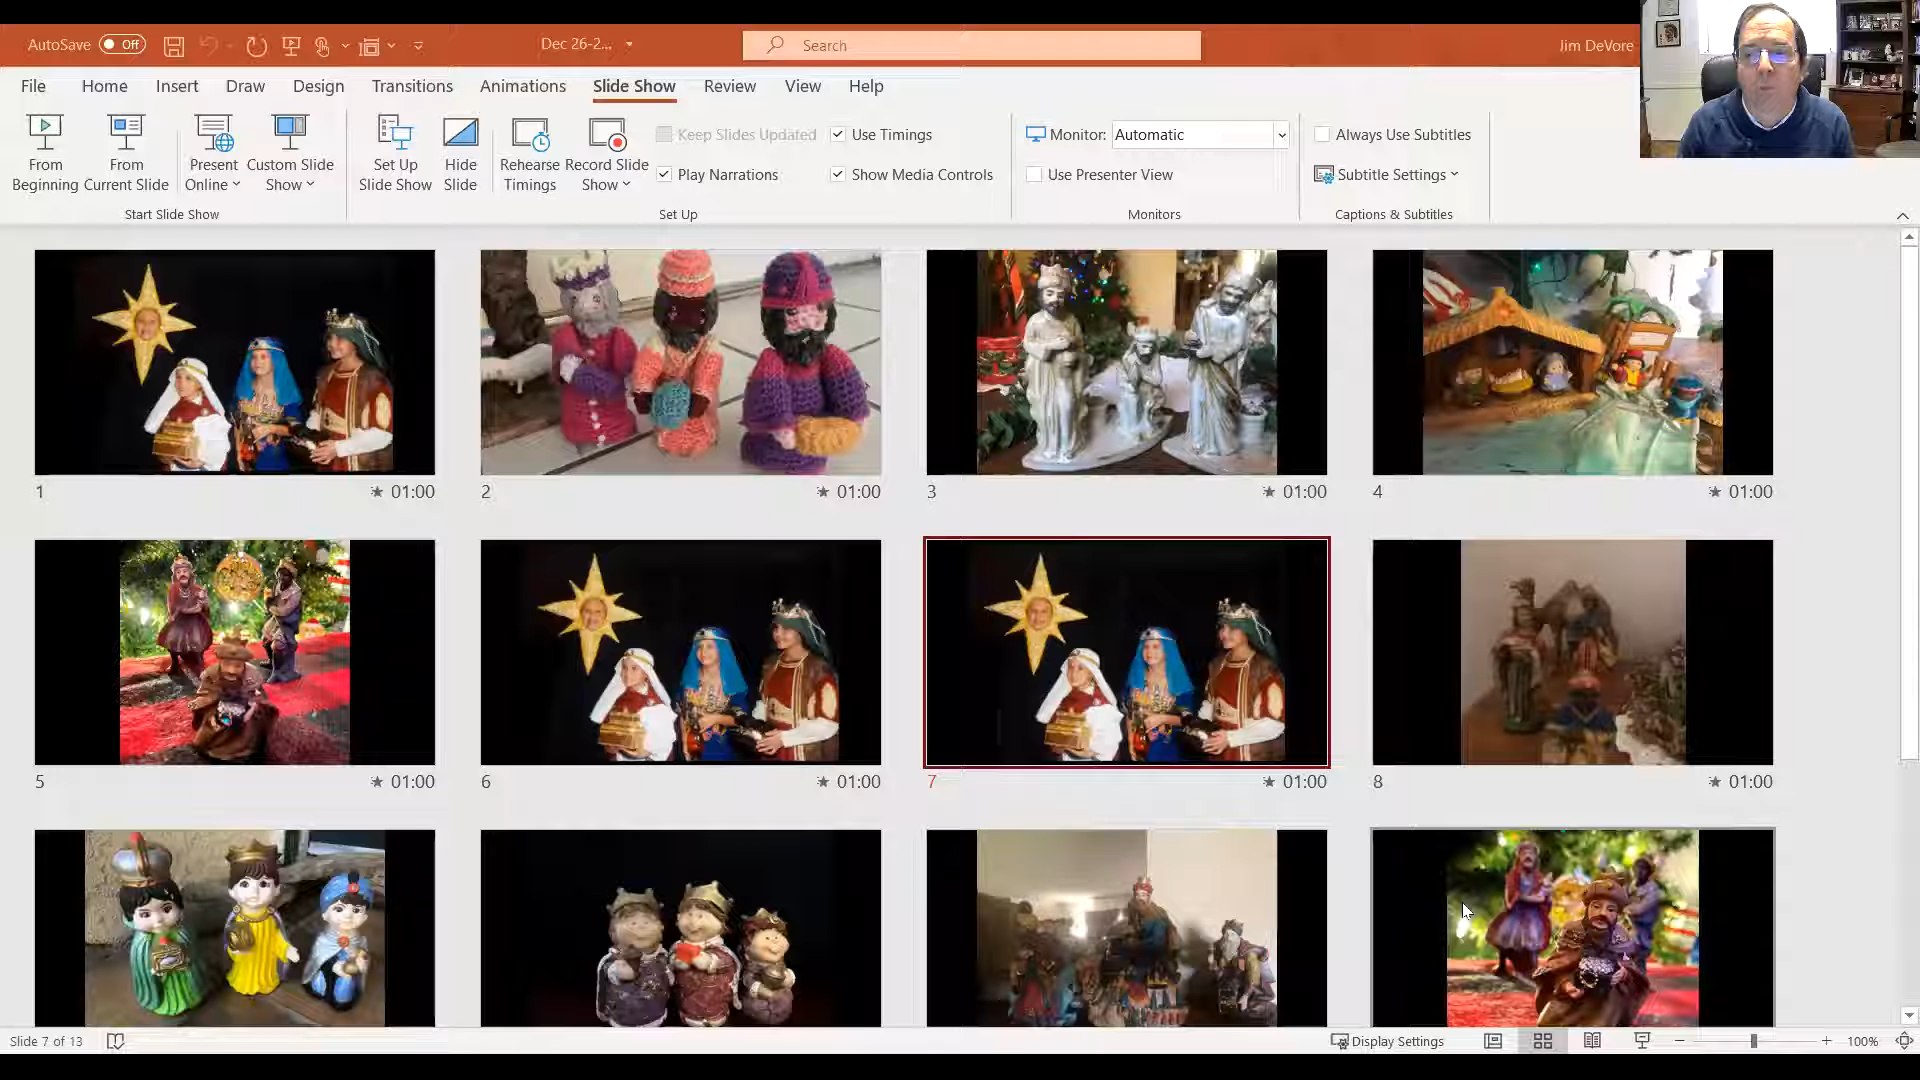 AutoSave Off Dec 26-2... Search Jim DeVore
File Home Insert Draw Design Transitions Animations Slide Show Review View Help
From Beginning
From Current Slide
Present Online
Custom Slide Show
Start Slide Show
Set Up Slide Show
Hide Slide
Rehearse Timings
Record Slide Show
Keep Slides Updated
Play Narrations
Use Timings
Show Media Controls
Set Up
Monitor: Automatic
Use Presenter View
Monitors
Always Use Subtitles
Subtitle Settings
Captions & Subtitles
1 01:00
2 01:00
3 01:00
4 01:00
5 01:00
6 01:00
7 01:00
8 01:00
Slide 7 of 13 Display Settings 100%